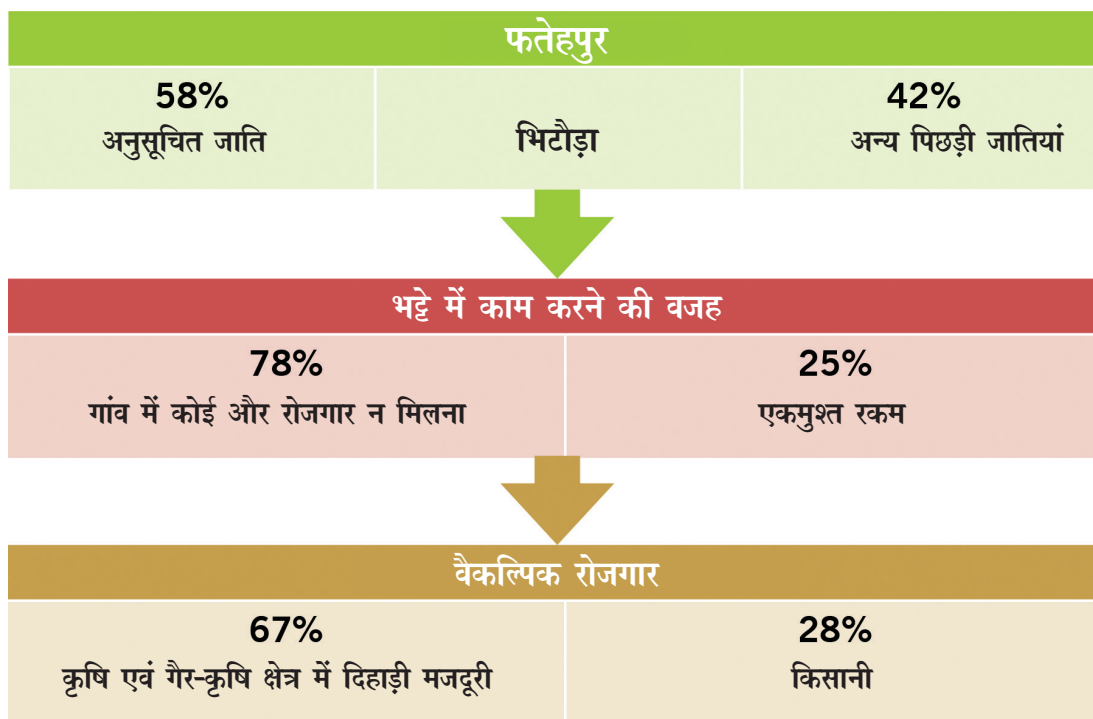 फतेहपुर
58%
अनुसूचित जाति
भिटौड़ा
42%
अन्य पिछड़ी जातियां
भट्टे में काम करने की वजह
78%
गांव में कोई और रोजगार न मिलना
25%
एकमुश्त रकम
वैकल्पिक रोजगार
67%
कृषि एवं गैर-कृषि क्षेत्र में दिहाड़ी मजदूरी
28%
किसानी